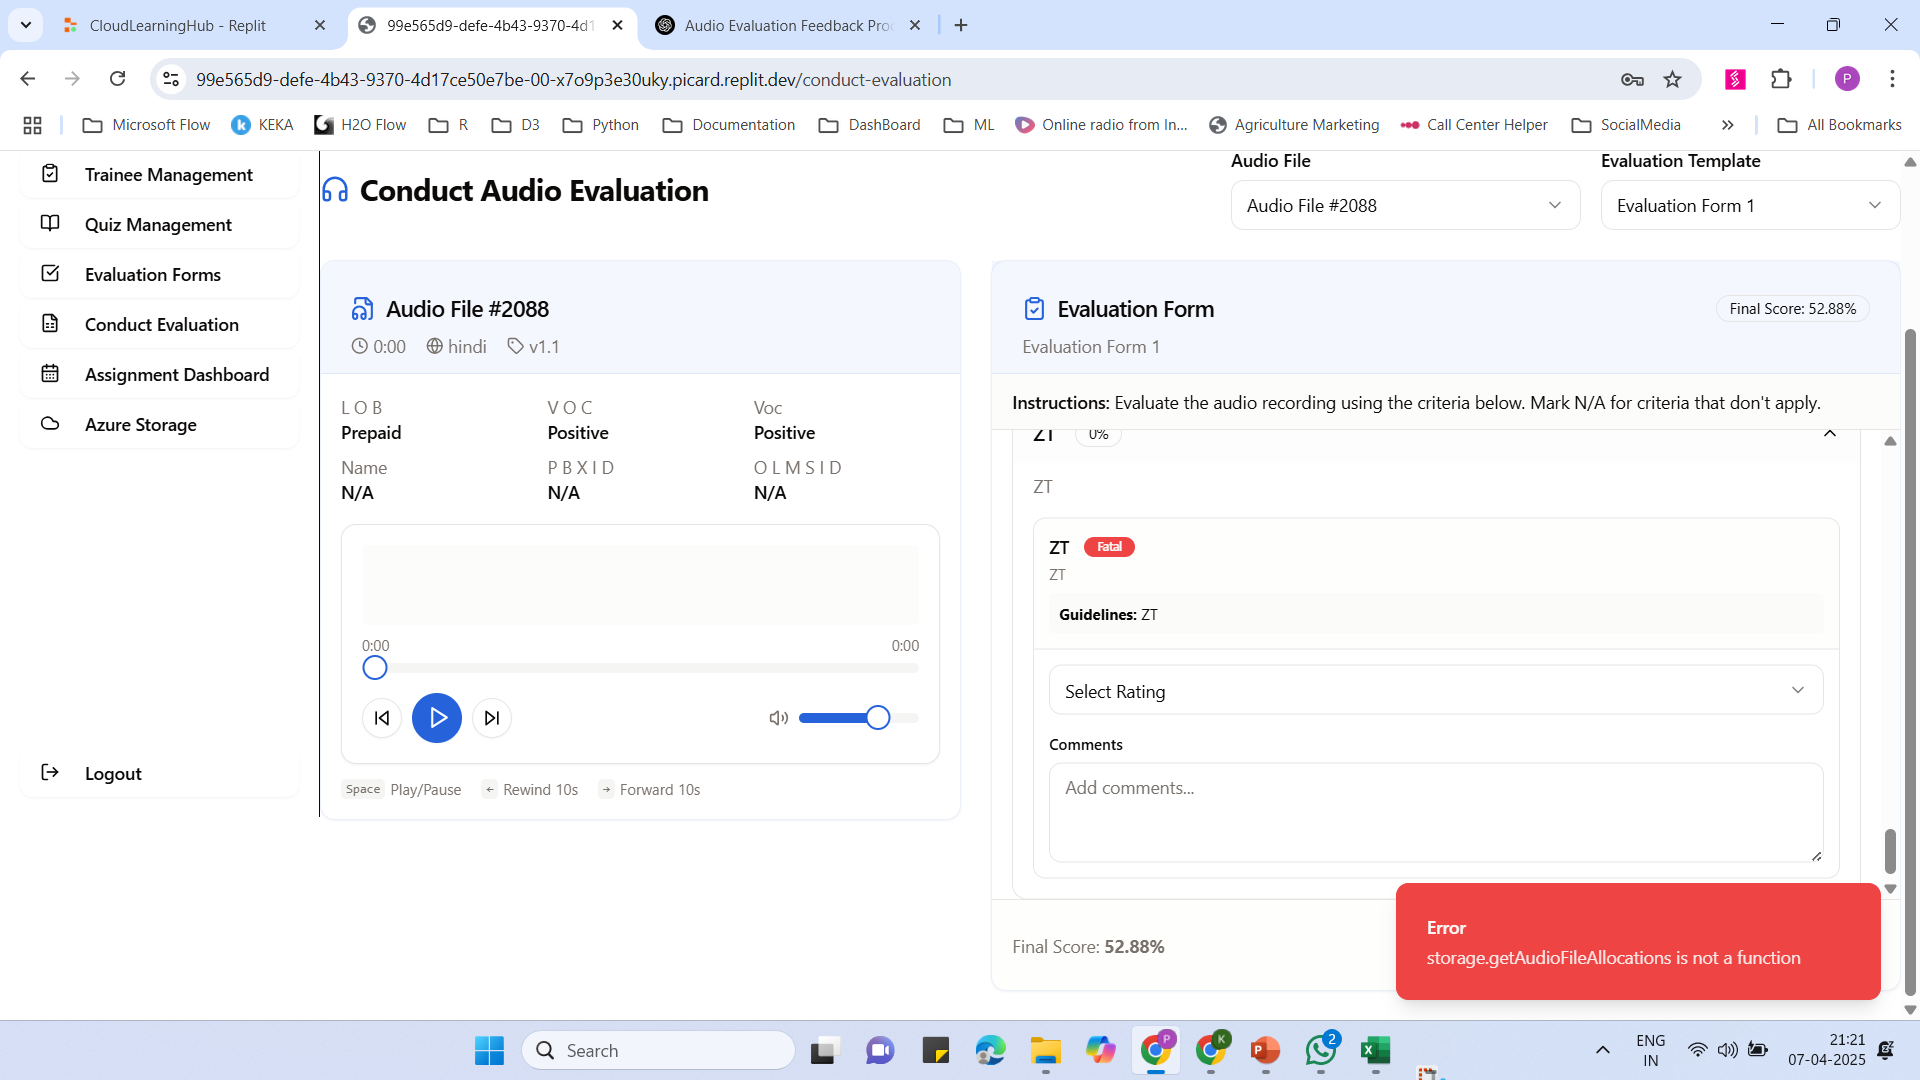 CloudLearningHub - Replit
99e565d9-defe-4b43-9370-4d1
Audio Evaluation Feedback Pro
99e565d9-defe-4b43-9370-4d17ce50e7be-00-x7o9p3e30uky.picard.replit.dev/conduct-evaluation
P
Microsoft Flow
KEKA
H2O Flow
R
D3
Python
Documentation
DashBoard
ML
Online radio from In...
Agriculture Marketing
Call Center Helper
SocialMedia
All Bookmarks
Trainee Management
Quiz Management
Evaluation Forms
Conduct Evaluation
Assignment Dashboard
Azure Storage
Logout
Conduct Audio Evaluation
Audio File
Audio File #2088
Evaluation Template
Evaluation Form 1
Audio File #2088
0:00 hindi v1.1
L O B
Prepaid
V O C
Positive
Voc
Positive
Name
N/A
P B X I D
N/A
O L M S I D
N/A
0:00
0:00
Space Play/Pause
Rewind 10s
Forward 10s
Evaluation Form
Final Score: 52.88%
Evaluation Form 1
Instructions: Evaluate the audio recording using the criteria below. Mark N/A for criteria that don't apply.
ZT 0%
ZT
ZT Fatal
ZT
Guidelines: ZT
Select Rating
Comments
Add comments...
Final Score: 52.88%
Error
storage.getAudioFileAllocations is not a function
Search
P
K
2
ENG
IN
21:21
07-04-2025